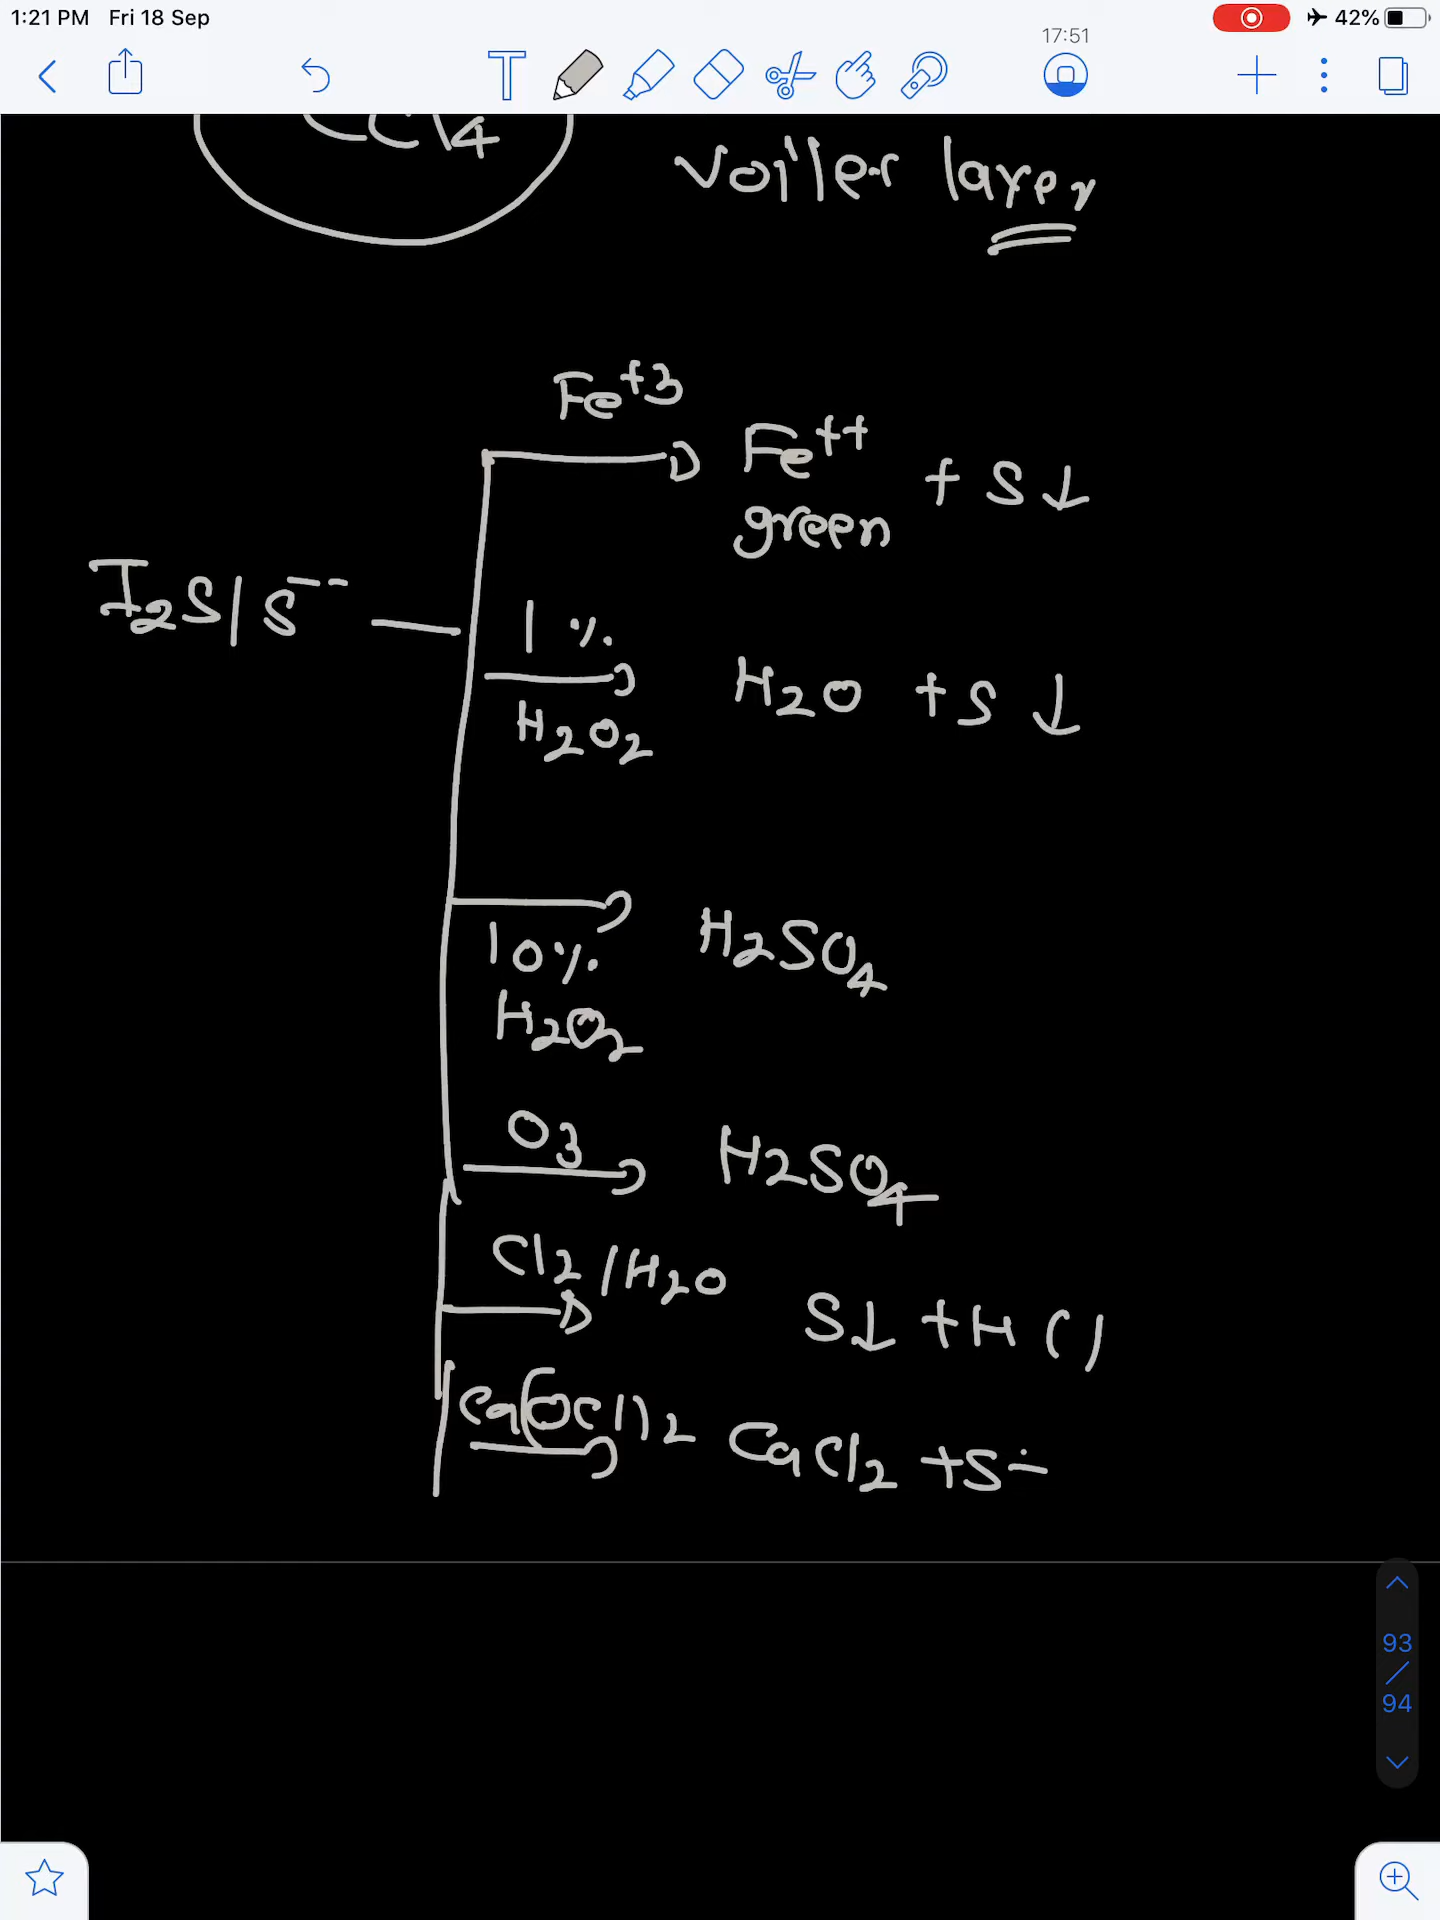 1:21 PM Fri 18 Sep 42%
17:51
CCl4
voiler layer
Fe+3
Fe++ + S↓
green
I2S/S-- 
1%
H2O2
H2O + S↓
10%
H2O2
H2SO4
O3
H2SO4
Cl2/H2O
S↓ + HCl
Ca(OCl)2
CaCl2 + S
93
/
94